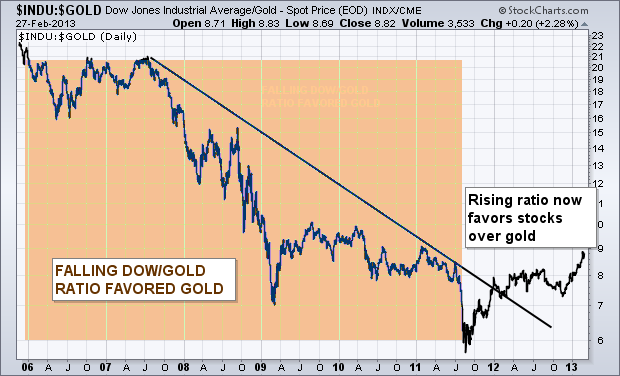 $INDU:$GOLD Dow Jones Industrial Average/Gold - Spot Price (EOD) INDX/CME © StockCharts.com
27-Feb-2013 Open 8.71 High 8.83 Low 8.69 Close 8.82 Volume 3,533 Chg +0.20 (+2.28%)
$INDU:$GOLD (Daily)
FALLING DOW/GOLD
RATIO FAVORED GOLD
23
22
21
20
19
18
17
16
15
14
13
12
11
10
9
8
7
6
Rising ratio now
favors stocks
over gold
FALLING DOW/GOLD
RATIO FAVORED GOLD
06 A J O 07 A J O 08 A J O 09 A J O 10 A J O 11 A J O 12 A J O 13